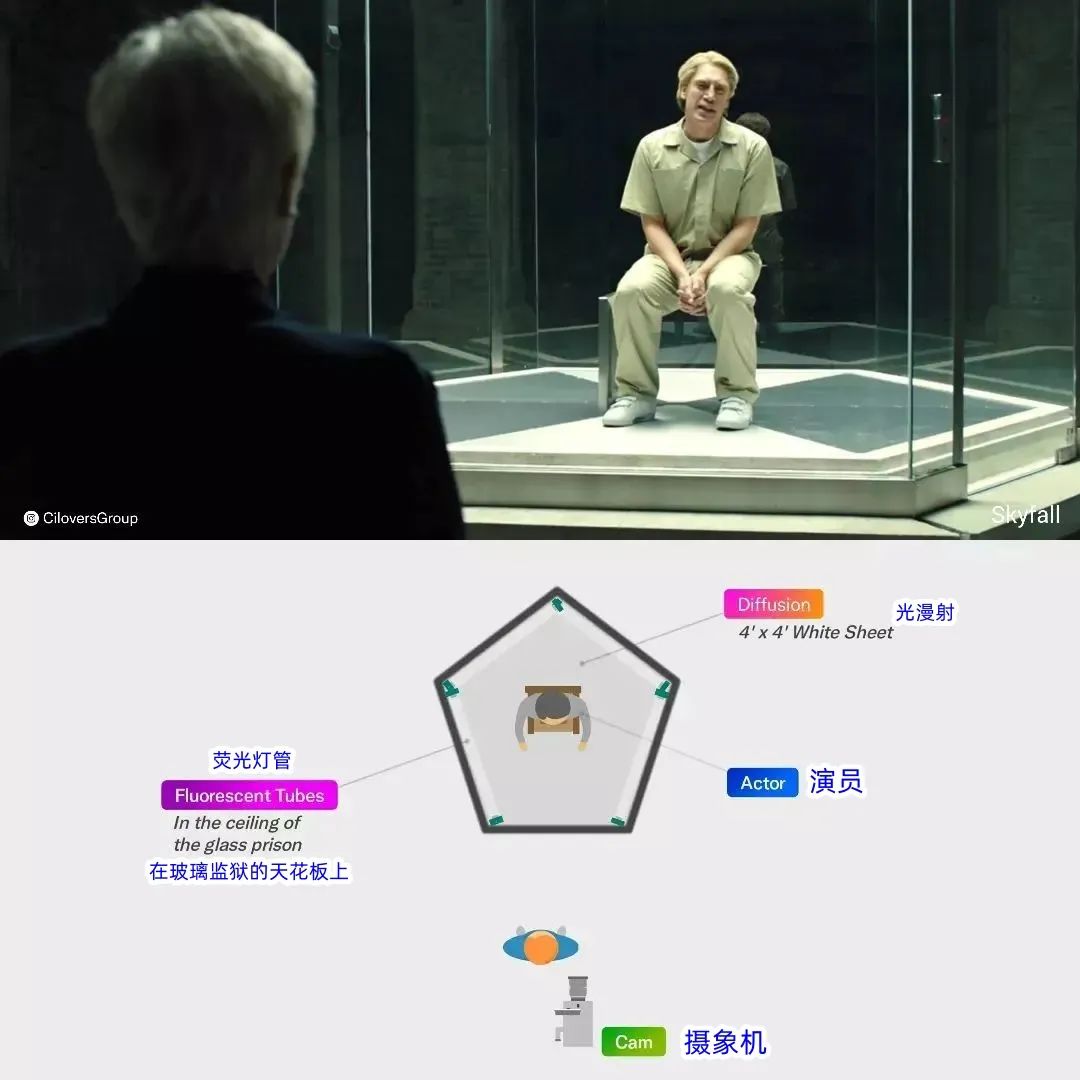 CiloversGroup
Skyfall
Diffusion
光漫射
4' x 4' White Sheet
荧光灯管
Fluorescent Tubes
In the ceiling of
the glass prison
在玻璃监狱的天花板上
Actor
演员
Cam
摄象机